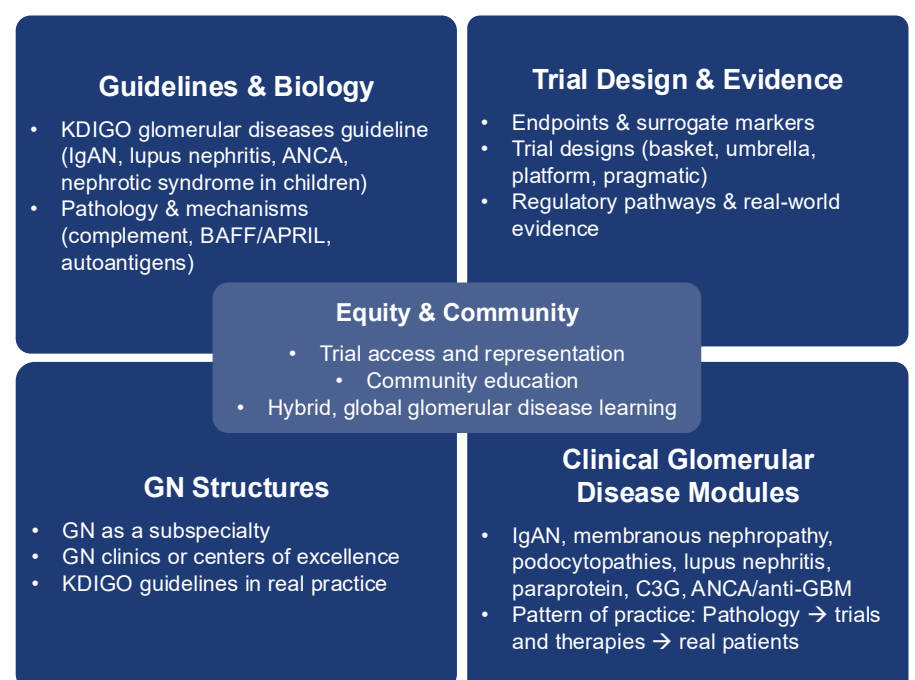 Guidelines & Biology
• KDIGO glomerular diseases guideline
(IgAN, lupus nephritis, ANCA,
nephrotic syndrome in children)
• Pathology & mechanisms
(complement, BAFF/APRIL,
autoantigens)
Trial Design & Evidence
• Endpoints & surrogate markers
• Trial designs (basket, umbrella,
platform, pragmatic)
• Regulatory pathways & real-world
evidence
Equity & Community
• Trial access and representation
• Community education
• Hybrid, global glomerular disease learning
GN Structures
• GN as a subspecialty
• GN clinics or centers of excellence
• KDIGO guidelines in real practice
Clinical Glomerular
Disease Modules
• IgAN, membranous nephropathy,
podocytopathies, lupus nephritis,
paraprotein, C3G, ANCA/anti-GBM
• Pattern of practice: Pathology → trials
and therapies → real patients